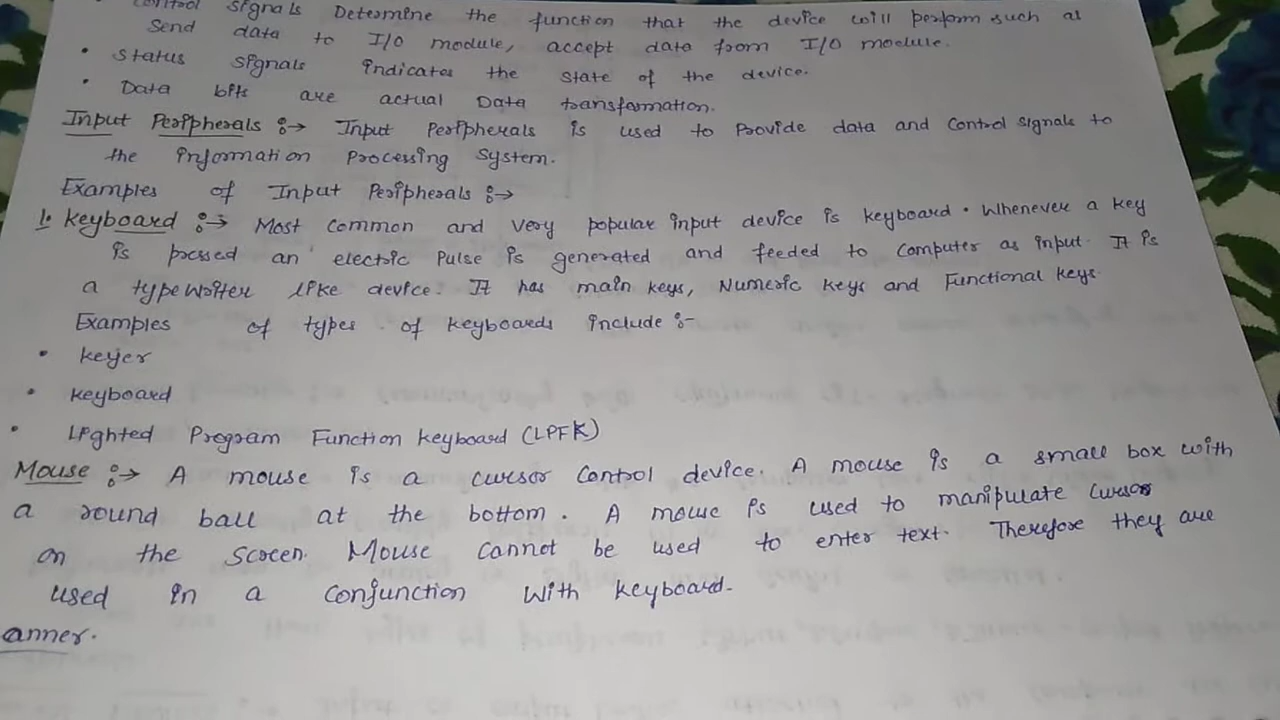 Control Signals Determine the function that the device will perform such as
Send data to I/O module, accept data from I/O module.
• Status signals indicates the state of the device.
• Data bits are actual Data transformation.
Input Peripherals :→ Input Peripherals is used to Provide data and Control signals to
the information Processing System.
Examples of Input Peripherals :→
1. Keyboard :→ Most Common and Very popular input device is keyboard. Whenever a key
is pressed an electric Pulse is generated and feeded to Computer as input. It is
a typewriter like device. It has main keys, Numeric keys and Functional keys.
Examples of types of keyboards include :-
• keyer
• keyboard
• Lighted Program Function keyboard (LPFK)
Mouse :→ A mouse is a cursor Control device. A mouse is a small box with
a round ball at the bottom. A mouse is used to manipulate Cursor
on the Screen. Mouse Cannot be used to enter text. Therefore they are
used in a Conjunction With keyboard.
anner.